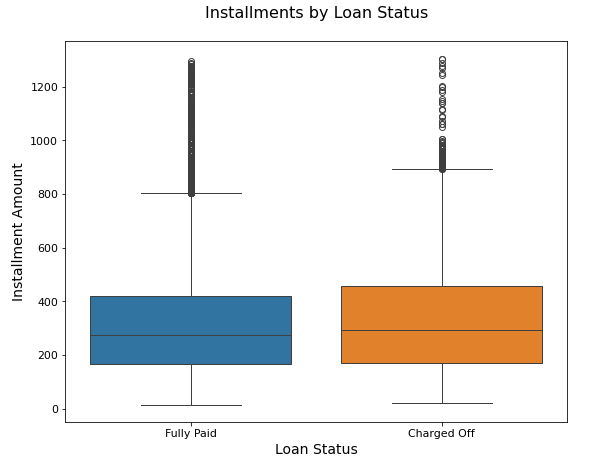 Installments by Loan Status
1200
1000
800
600
400
200
0
Installment Amount
Fully Paid
Charged Off
Loan Status